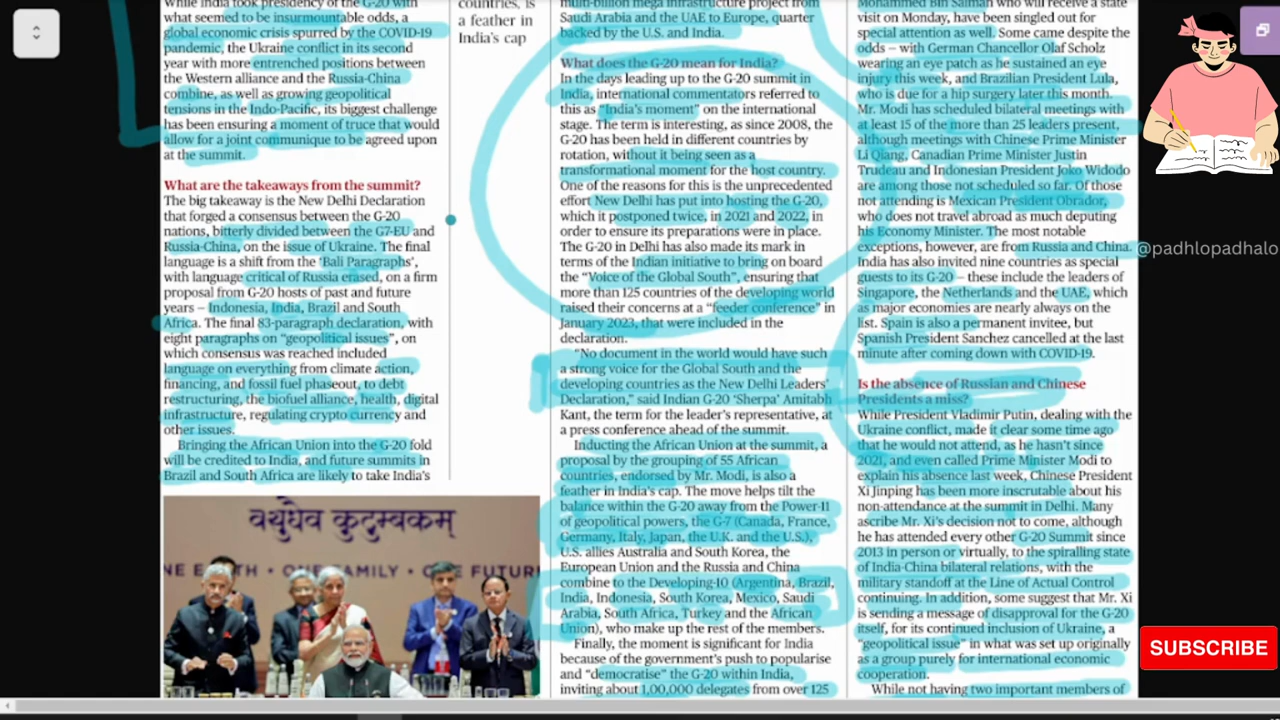 While India took presidency of the G20 with
what seemed to be insurmountable odds, a
global economic crisis spurred by the COVID-19
pandemic, the Ukraine conflict in its second
year with more entrenched positions between
the Western alliance and the Russia-China
combine, as well as growing geopolitical
tensions in the Indo-Pacific, its biggest challenge
has been ensuring a moment of truce that would
allow for a joint communique to be agreed upon
at the summit.
What are the takeaways from the summit?
The big takeaway is the New Delhi Declaration
that forged a consensus between the G-20
nations, bitterly divided between the G7-EU and
Russia-China, on the issue of Ukraine. The final
language is a shift from the 'Bali Paragraphs',
with language critical of Russia erased, on a firm
proposal from G-20 hosts of past and future
years – Indonesia, India, Brazil and South
Africa. The final 83-paragraph declaration, with
eight paragraphs on "geopolitical issues", on
which consensus was reached included
language on everything from climate action,
financing, and fossil fuel phaseout, to debt
restructuring, the biofuel alliance, health, digital
infrastructure, regulating crypto currency and
other issues.
Bringing the African Union into the G-20 fold
will be credited to India, and future summits in
Brazil and South Africa are likely to take India's
वसुधैव कुटुम्बकम्
NE EARTH • ONE FAMILY • ONE FUTURE
countries, is
a feather in
India's cap
multi-billion mega infrastructure project from
Saudi Arabia and the UAE to Europe, quarter
backed by the U.S. and India.
What does the G-20 mean for India?
In the days leading up to the G-20 summit in
India, international commentators referred to
this as "India's moment" on the international
stage. The term is interesting, as since 2008, the
G-20 has been held in different countries by
rotation, without it being seen as a
transformational moment for the host country.
One of the reasons for this is the unprecedented
effort New Delhi has put into hosting the G-20,
which it postponed twice, in 2021 and 2022, in
order to ensure its preparations were in place.
The G-20 in Delhi has also made its mark in
terms of the Indian initiative to bring on board
the "Voice of the Global South", ensuring that
more than 125 countries of the developing world
raised their concerns at a "feeder conference" in
January 2023, that were included in the
declaration.
"No document in the world would have such
a strong voice for the Global South and the
developing countries as the New Delhi Leaders'
Declaration," said Indian G-20 'Sherpa' Amitabh
Kant, the term for the leader's representative, at
a press conference ahead of the summit.
Inducting the African Union at the summit, a
proposal by the grouping of 55 African
countries, endorsed by Mr. Modi, is also a
feather in India's cap. The move helps tilt the
balance within the G-20 away from the Power-11
of geopolitical powers, the G-7 (Canada, France,
Germany, Italy, Japan, the U.K. and the U.S.),
U.S. allies Australia and South Korea, the
European Union and the Russia and China
combine to the Developing-10 (Argentina, Brazil,
India, Indonesia, South Korea, Mexico, Saudi
Arabia, South Africa, Turkey and the African
Union), who make up the rest of the members.
Finally, the moment is significant for India
because of the government's push to popularise
and "democratise" the G-20 within India,
inviting about 1,00,000 delegates from over 125
Mohammed Bin Salman who will receive a state
visit on Monday, have been singled out for
special attention as well. Some came despite the
odds – with German Chancellor Olaf Scholz
wearing an eye patch as he sustained an eye
injury this week, and Brazilian President Lula,
who is due for a hip surgery later this month.
Mr. Modi has scheduled bilateral meetings with
at least 15 of the more than 25 leaders present,
although meetings with Chinese Prime Minister
Li Qiang, Canadian Prime Minister Justin
Trudeau and Indonesian President Joko Widodo
are among those not scheduled so far. Of those
not attending is Mexican President Obrador,
who does not travel abroad as much deputing
his Economy Minister. The most notable
exceptions, however, are from Russia and China.
India has also invited nine countries as special
guests to its G-20 – these include the leaders of
Singapore, the Netherlands and the UAE, which
as major economies are nearly always on the
list. Spain is also a permanent invitee, but
Spanish President Sanchez cancelled at the last
minute after coming down with COVID-19.
Is the absence of Russian and Chinese
Presidents a miss?
While President Vladimir Putin, dealing with the
Ukraine conflict, made it clear some time ago
that he would not attend, as he hasn't since
2021, and even called Prime Minister Modi to
explain his absence last week, Chinese President
Xi Jinping has been more inscrutable about his
non-attendance at the summit in Delhi. Many
ascribe Mr. Xi's decision not to come, although
he has attended every other G-20 Summit since
2013 in person or virtually, to the spiralling state
of India-China bilateral relations, with the
military standoff at the Line of Actual Control
continuing. In addition, some suggest that Mr. Xi
is sending a message of disapproval for the G-20
itself, for its continued inclusion of Ukraine, a
"geopolitical issue" in what was set up originally
as a group purely for international economic
cooperation.
While not having two important members of
@padhlopadhalo
SUBSCRIBE